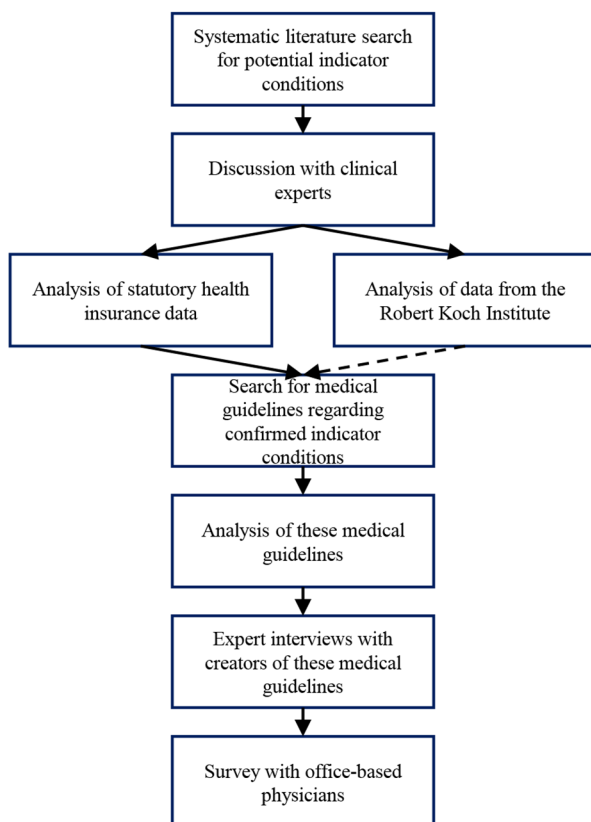 Systematic literature search
for potential indicator
conditions
Discussion with clinical
experts
Analysis of statutory health
insurance data
Analysis of data from the
Robert Koch Institute
Search for medical
guidelines regarding
confirmed indicator
conditions
Analysis of these medical
guidelines
Expert interviews with
creators of these medical
guidelines
Survey with office-based
physicians